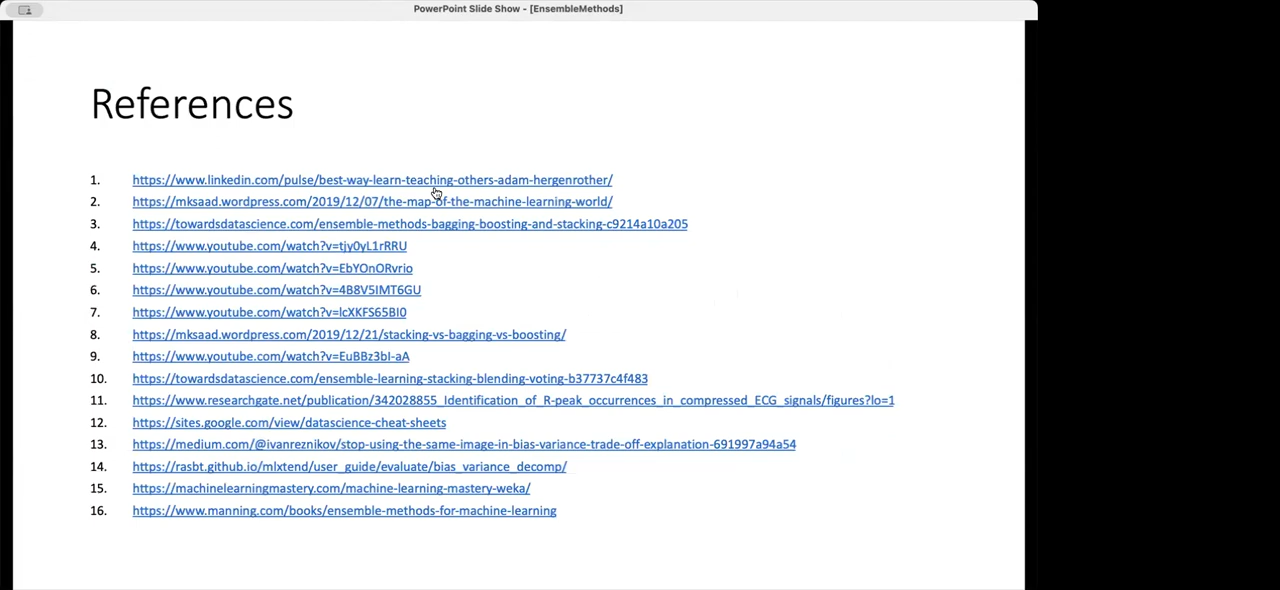 PowerPoint Slide Show - [EnsembleMethods]
References
1. https://www.linkedin.com/pulse/best-way-learn-teaching-others-adam-hergenrother/
2. https://mksaad.wordpress.com/2019/12/07/the-map-of-the-machine-learning-world/
3. https://towardsdatascience.com/ensemble-methods-bagging-boosting-and-stacking-c9214a10a205
4. https://www.youtube.com/watch?v=tjy0yL1rRRU
5. https://www.youtube.com/watch?v=EbYOnORvrio
6. https://www.youtube.com/watch?v=4B8V5IMT6GU
7. https://www.youtube.com/watch?v=lcXKFS65BI0
8. https://mksaad.wordpress.com/2019/12/21/stacking-vs-bagging-vs-boosting/
9. https://www.youtube.com/watch?v=EuBBz3bI-aA
10. https://towardsdatascience.com/ensemble-learning-stacking-blending-voting-b37737c4f483
11. https://www.researchgate.net/publication/342028855_Identification_of_R-peak_occurrences_in_compressed_ECG_signals/figures?lo=1
12. https://sites.google.com/view/datascience-cheat-sheets
13. https://medium.com/@ivanreznikov/stop-using-the-same-image-in-bias-variance-trade-off-explanation-691997a94a54
14. https://rasbt.github.io/mlxtend/user_guide/evaluate/bias_variance_decomp/
15. https://machinelearningmastery.com/machine-learning-mastery-weka/
16. https://www.manning.com/books/ensemble-methods-for-machine-learning